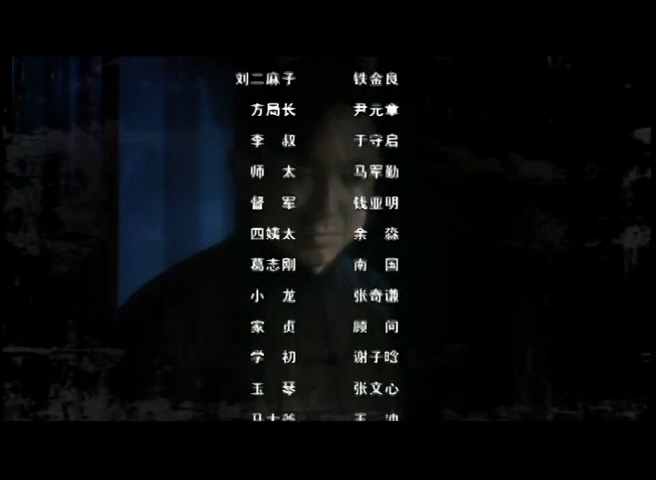 刘二麻子 铁金良
方局长 尹元章
李叔 于守启
师太 马军勤
督军 钱亚明
四姨太 余淼
葛志刚 南国
小龙 张奇谦
家贞 顾问
学初 谢子晗
玉琴 张文心